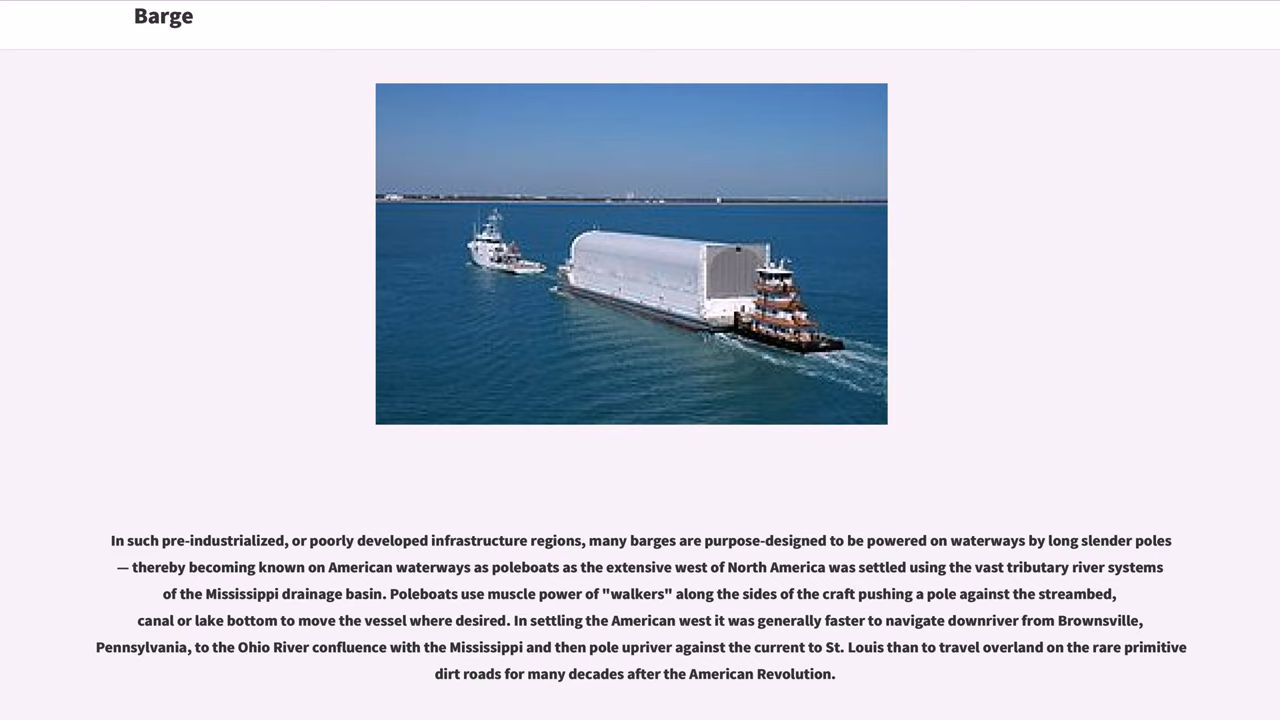 Barge
In such pre-industrialized, or poorly developed infrastructure regions, many barges are purpose-designed to be powered on waterways by long slender poles
— thereby becoming known on American waterways as poleboats as the extensive west of North America was settled using the vast tributary river systems
of the Mississippi drainage basin. Poleboats use muscle power of "walkers" along the sides of the craft pushing a pole against the streambed,
canal or lake bottom to move the vessel where desired. In settling the American west it was generally faster to navigate downriver from Brownsville,
Pennsylvania, to the Ohio River confluence with the Mississippi and then pole upriver against the current to St. Louis than to travel overland on the rare primitive
dirt roads for many decades after the American Revolution.